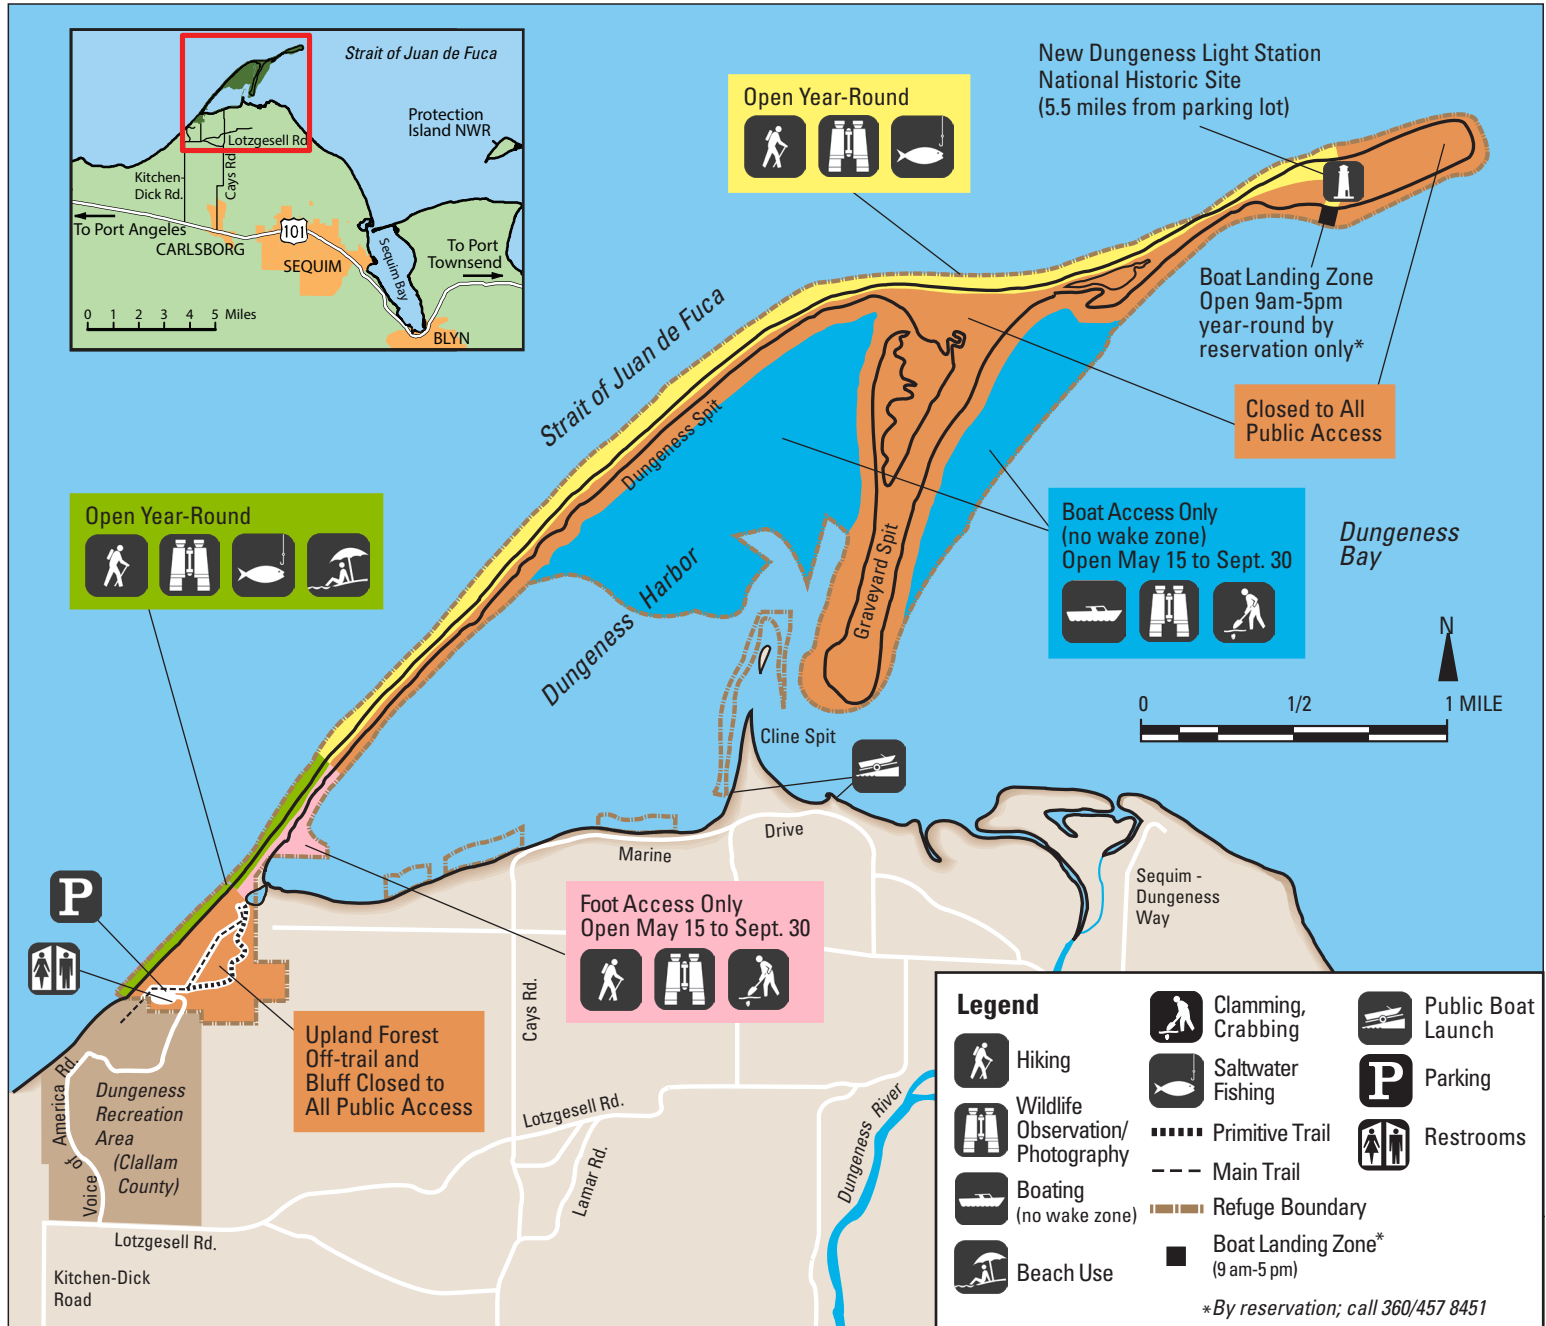 Strait of Juan de Fuca
Protection
Island NWR
Lotzgesell Rd
Kitchen-
Dick Rd.
Cays Rd.
To Port Angeles
CARLSBORG
101
SEQUIM
Sequim Bay
To Port
Townsend
BLYN
0 1 2 3 4 5 Miles
Open Year-Round
New Dungeness Light Station
National Historic Site
(5.5 miles from parking lot)
Boat Landing Zone
Open 9am-5pm
year-round by
reservation only*
Closed to All
Public Access
Strait of Juan de Fuca
Dungeness Spit
Open Year-Round
Boat Access Only
(no wake zone)
Open May 15 to Sept. 30
Dungeness
Bay
Dungeness Harbor
Graveyard Spit
N
0 1/2 1 MILE
Cline Spit
Marine
Drive
Sequim -
Dungeness
Way
P
Foot Access Only
Open May 15 to Sept. 30
Upland Forest
Off-trail and
Bluff Closed to
All Public Access
Cays Rd.
Voice of America Rd.
Dungeness
Recreation
Area
(Clallam
County)
Lotzgesell Rd.
Lamar Rd.
Dungeness River
Lotzgesell Rd.
Kitchen-Dick
Road
Legend
Hiking
Wildlife
Observation/
Photography
Boating
(no wake zone)
Beach Use
Clamming,
Crabbing
Saltwater
Fishing
Primitive Trail
Main Trail
Refuge Boundary
Boat Landing Zone*
(9 am-5 pm)
Public Boat
Launch
P
Parking
Restrooms
*By reservation; call 360/457 8451